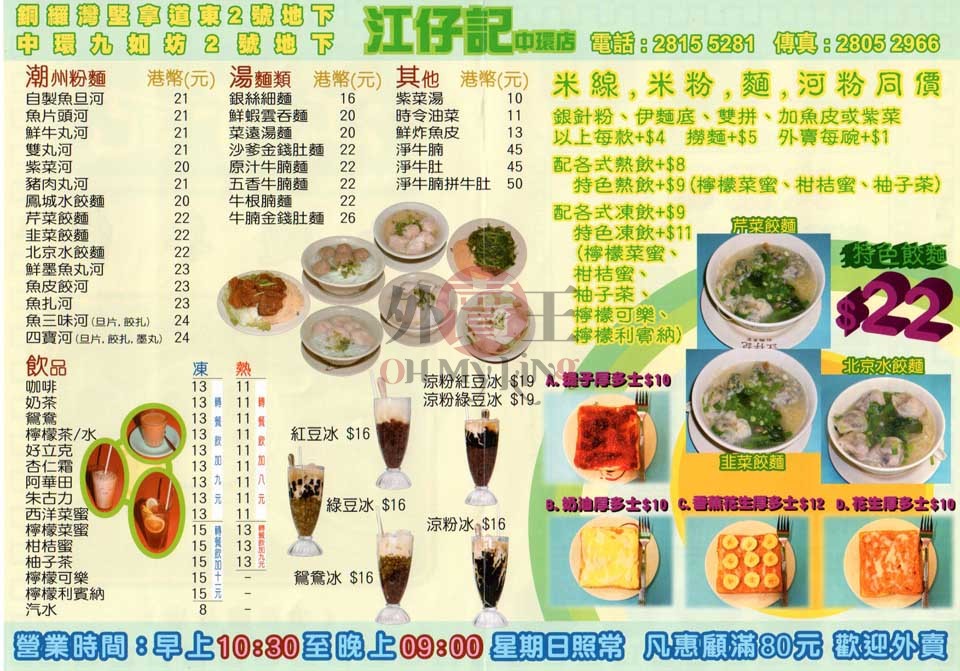 銅鑼灣堅拿道東2號地下
中環九如坊2號地下
江仔記中環店
電話:2815 5281 傳真:2805 2966
潮州粉麵 港幣(元)
自製魚旦河 21
魚片頭河 21
鮮牛丸河 21
雙丸河 21
紫菜河 20
豬肉丸河 21
鳳城水餃麵 20
芹菜餃麵 22
韭菜餃麵 22
北京水餃麵 22
鮮墨魚丸河 23
魚皮餃河 23
魚扎河 23
魚三味河(旦片,餃扎) 24
四寶河(旦片,餃扎,墨丸) 24
湯麵類 港幣(元)
銀絲細麵 16
鮮蝦雲吞麵 20
菜遠湯麵 20
沙爹金錢肚麵 22
原汁牛腩麵 22
五香牛腩麵 22
牛根腩麵 22
牛腩金錢肚麵 26
其他 港幣(元)
紫菜湯 10
時令油菜 11
鮮炸魚皮 13
淨牛腩 45
淨牛肚 45
淨牛腩拼牛肚 50
米線,米粉,麵,河粉同價
銀針粉、伊麵底、雙拼、加魚皮或紫菜
以上每款+$4 撈麵+$5 外賣每碗+$1
配各式熱飲+$8
特色熱飲+$9(檸檬菜蜜、柑桔蜜、柚子茶)
配各式凍飲+$9
特色凍飲+$11
(檸檬菜蜜、
柑桔蜜、
柚子茶、
檸檬可樂、
檸檬利賓納)
芹菜餃麵
特色餃麵
$22
江仔記
北京水餃麵
韭菜餃麵
外賣王
OhMyKing
飲品 凍 熱
咖啡 13 11
奶茶 13 11
鴛鴦 13 11
檸檬茶/水 13 11
好立克 13 11
杏仁霜 13 11
阿華田 13 11
朱古力 13 11
西洋菜蜜 13 11
檸檬菜蜜 15 13
柑桔蜜 15 13
柚子茶 15 13
檸檬可樂 15 –
檸檬利賓納 15 –
汽水 8 –
轉餐飲加九元
轉餐飲加八元
轉餐飲加十一元
轉餐飲加九元
涼粉紅豆冰 $19
涼粉綠豆冰 $19
紅豆冰 $16
綠豆冰 $16
涼粉冰 $16
鴛鴦冰 $16
A. 提子厚多士$10
B. 奶油厚多士$10
C. 香蕉花生厚多士$12
D. 花生厚多士$10
營業時間:早上10:30至晚上09:00 星期日照常 凡惠顧滿80元 歡迎外賣